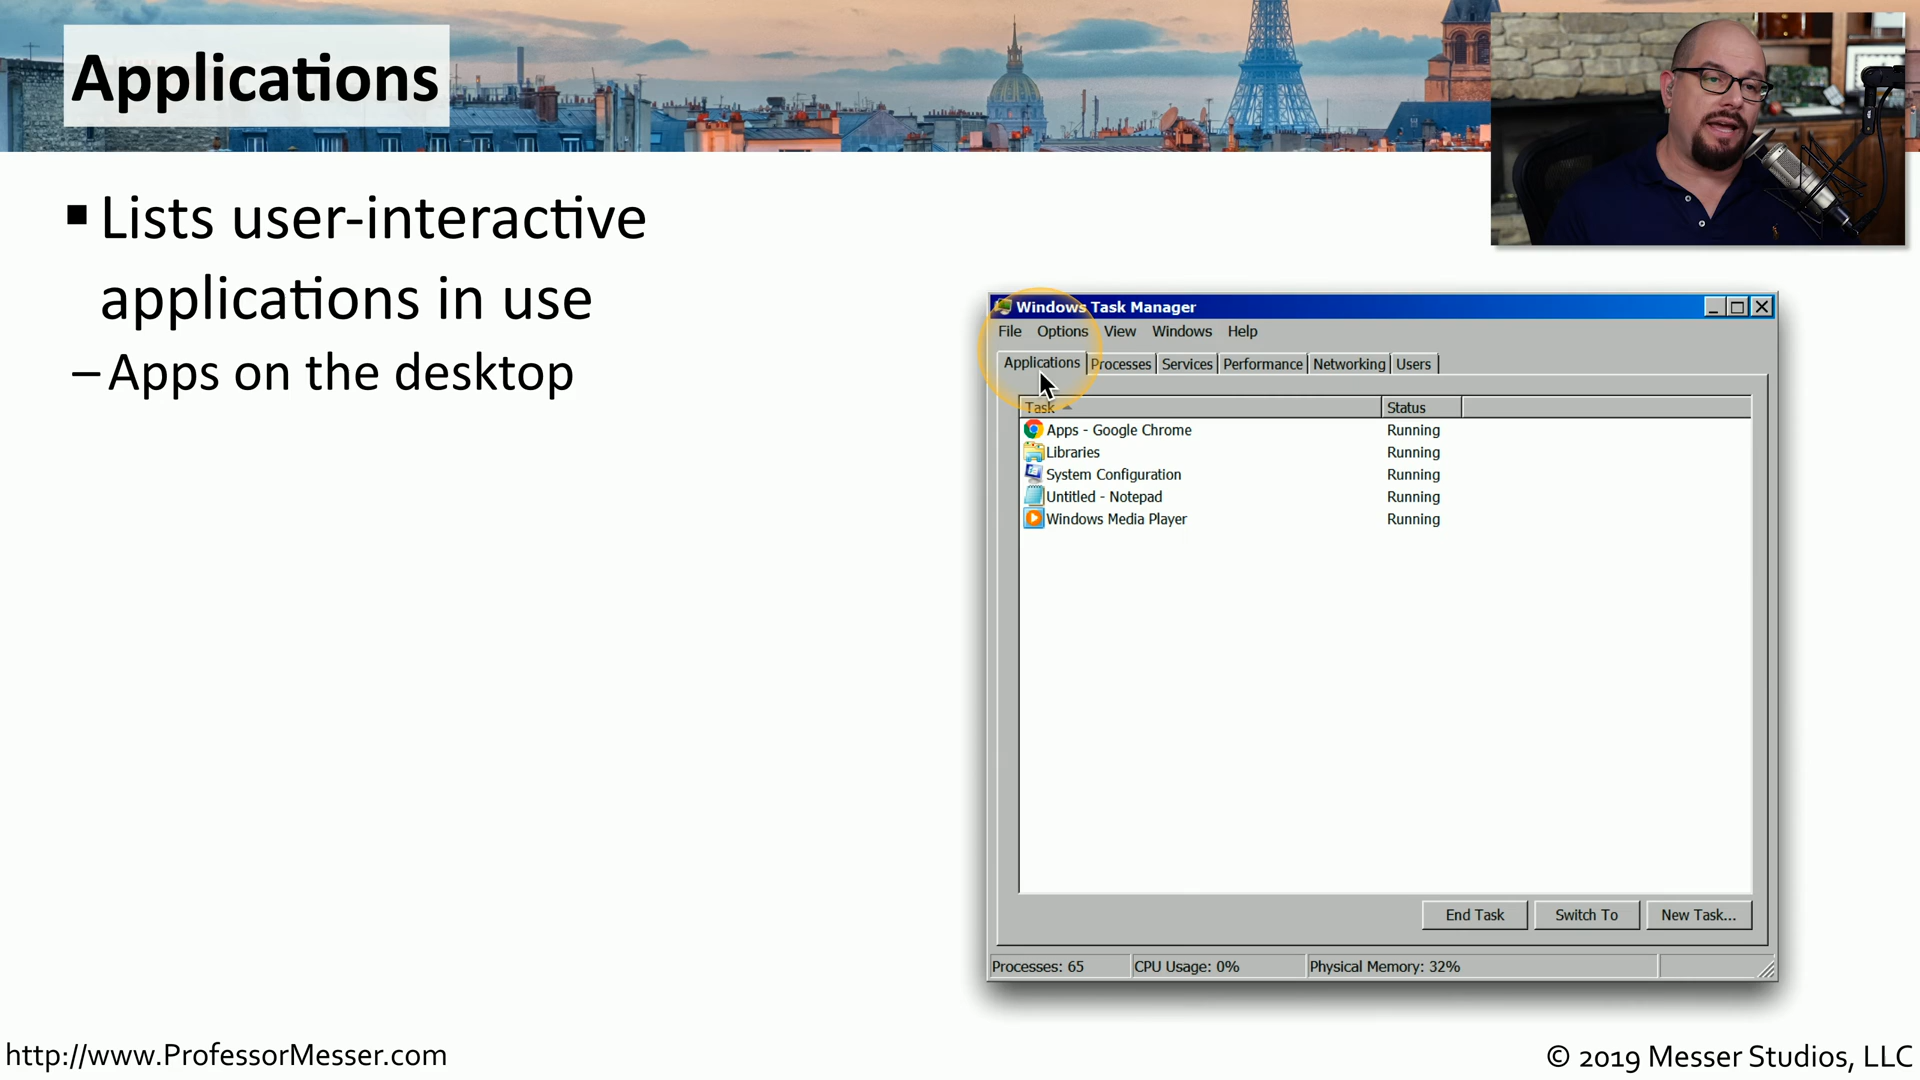 Applications
▪ Lists user-interactive
applications in use
– Apps on the desktop
Windows Task Manager
File Options View Windows Help
Applications Processes Services Performance Networking Users
Task Status
Apps - Google Chrome Running
Libraries Running
System Configuration Running
Untitled - Notepad Running
Windows Media Player Running
End Task Switch To New Task...
Processes: 65 CPU Usage: 0% Physical Memory: 32%
http://www.ProfessorMesser.com
© 2019 Messer Studios, LLC